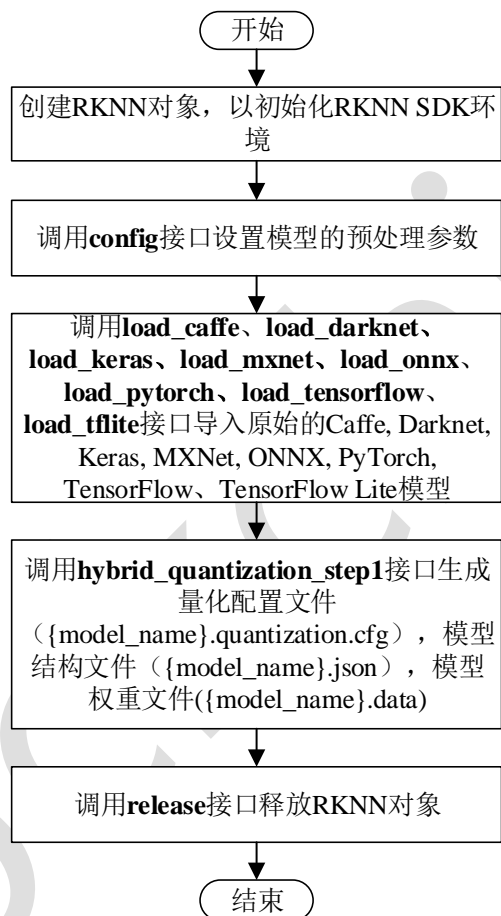 开始
创建RKNN对象，以初始化RKNN SDK环
境
调用config接口设置模型的预处理参数
调用load_caffe、load_darknet、
load_keras、load_mxnet、load_onnx、
load_pytorch、load_tensorflow、
load_tflite接口导入原始的Caffe, Darknet,
Keras, MXNet, ONNX, PyTorch,
TensorFlow、TensorFlow Lite模型
调用hybrid_quantization_step1接口生成
量化配置文件
（{model_name}.quantization.cfg），模型
结构文件（{model_name}.json），模型
权重文件({model_name}.data)
调用release接口释放RKNN对象
结束